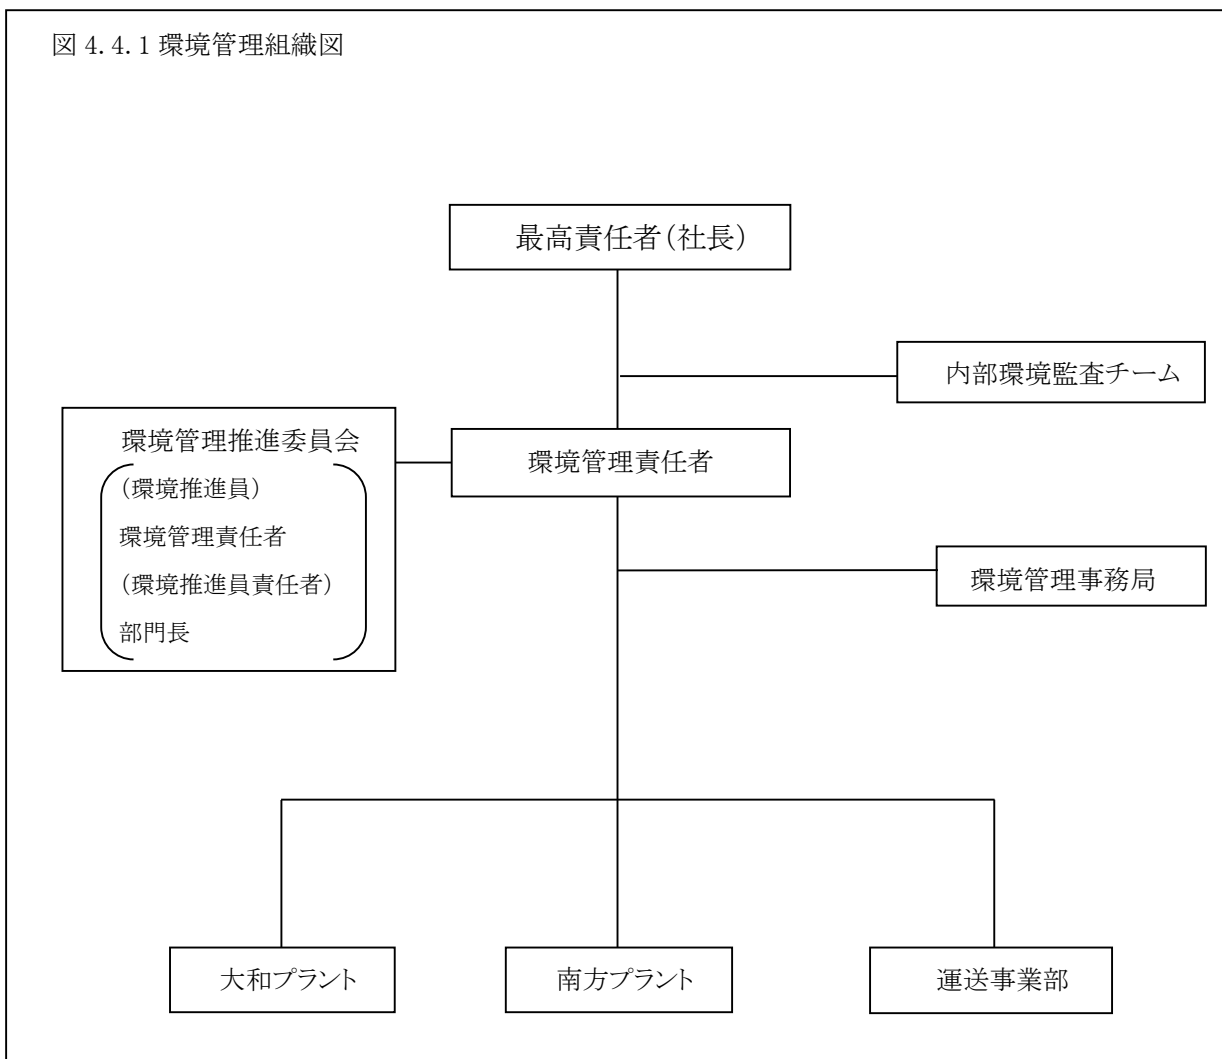 図 4.4.1 環境管理組織図
最高責任者(社長)
内部環境監査チーム
環境管理推進委員会
(環境推進員)
環境管理責任者
(環境推進員責任者)
部門長
環境管理責任者
環境管理事務局
大和プラント
南方プラント
運送事業部